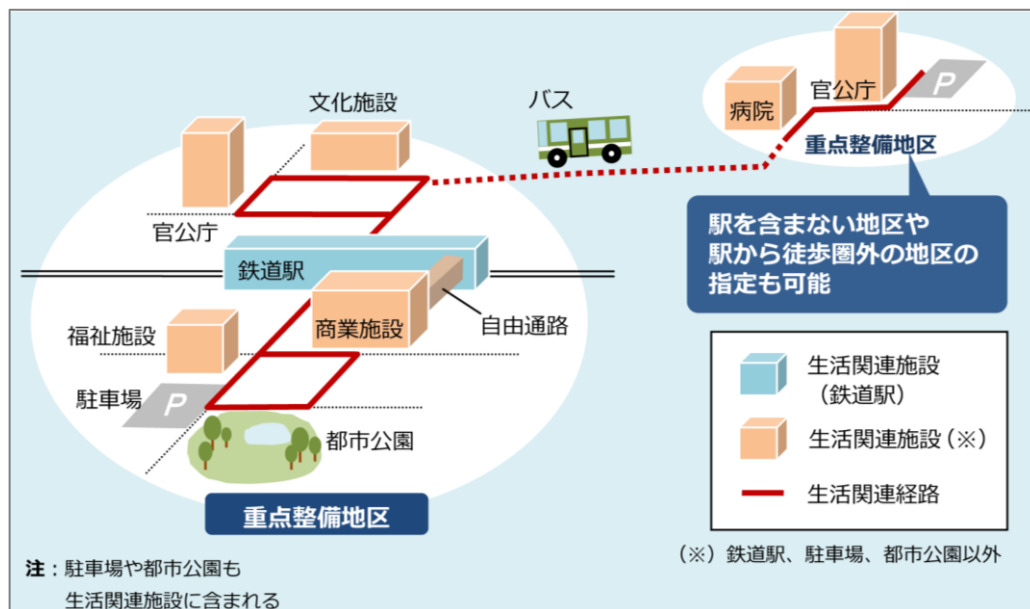 文化施設
バス
官公庁
P
病院
重点整備地区
官公庁
鉄道駅
駅を含まない地区や
駅から徒歩圏外の地区の
指定も可能
商業施設
自由通路
福祉施設
駐車場
P
都市公園
重点整備地区
生活関連施設
(鉄道駅)
生活関連施設(※)
生活関連経路
(※)鉄道駅、駐車場、都市公園以外
注:駐車場や都市公園も
生活関連施設に含まれる